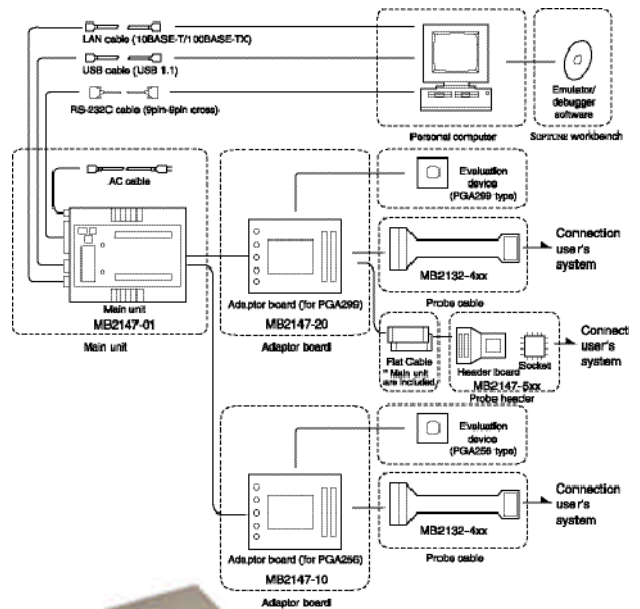 LAN cable (10BASE-T/100BASE-TX)
USB cable (USB 1.1)
RS-232C cable (9pin-9pin cross)
Personal computer
Emulator/
debugger
software
SOFTUNE workbench
AC cable
Main unit
MB2147-01
Main unit
Adaptor board (for PGA299)
MB2147-20
Adaptor board
Evaluation
device
(PGA299 type)
MB2132-4xx
Probe cable
Connection
user's
system
Flat Cable
* Main unit
are included
Header board
Socket
MB2147-5xx
Probe header
Connecti
user's
system
Evaluation
device
(PGA256 type)
MB2132-4xx
Probe cable
Connection
user's
system
Adaptor board (for PGA256)
MB2147-10
Adaptor board